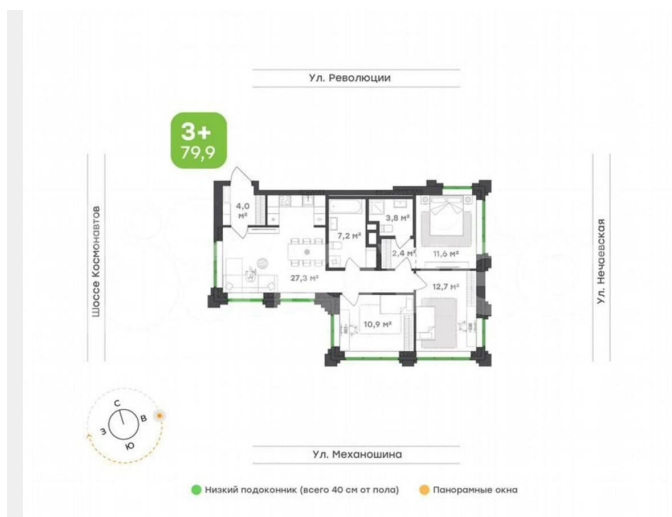 Ул. Революции
3+
79,9
4,0
м²
7,2 м²
3,8 м²
2,4 м²
11,6 м²
27,3 м²
12,7 м²
10,9 м²
Шоссе Космонавтов
Ул. Нечаевская
С
В
З
Ю
Ул. Механошина
Низкий подоконник (всего 40 см от пола)
Панорамные окна